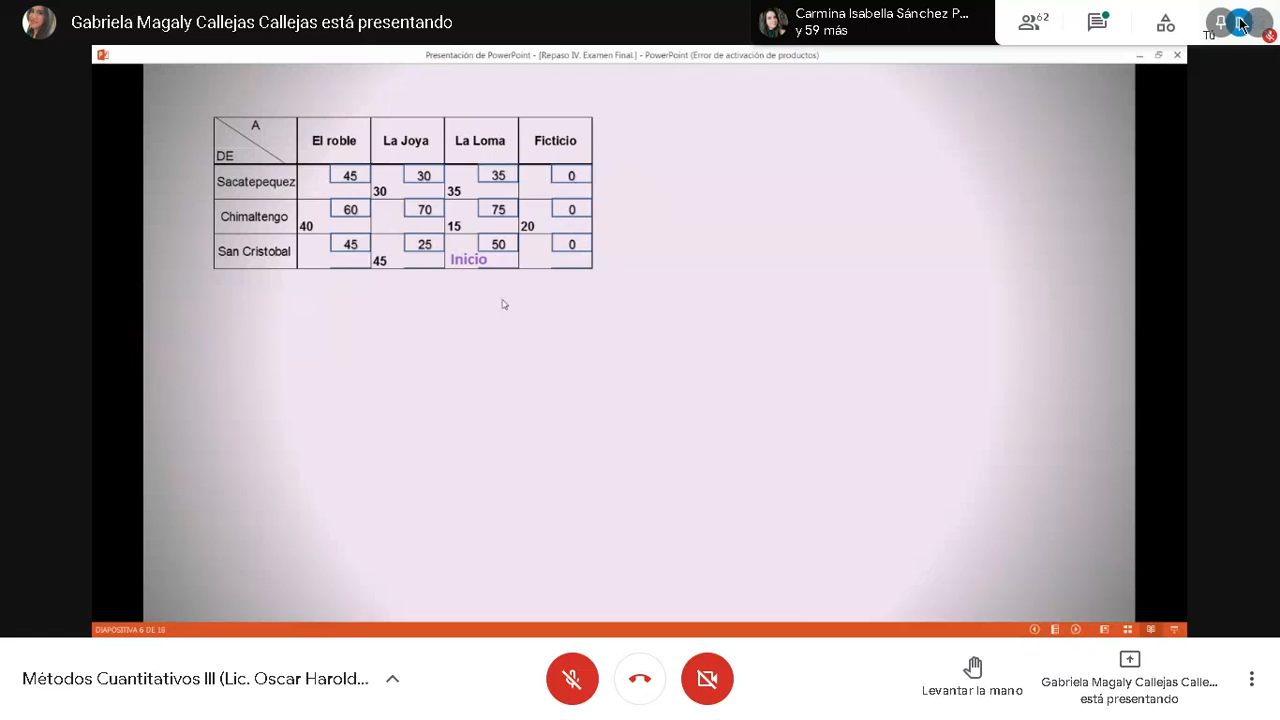 Gabriela Magaly Callejas Callejas está presentando
Carmina Isabella Sánchez P...
y 59 más
62
Tú
Presentación de PowerPoint - [Repaso IV. Examen Final.] - PowerPoint (Error de activación de productos)
A
DE
El roble La Joya La Loma Ficticio
Sacatepequez 45 30 30 35 35 0
Chimaltengo 40 60 70 15 75 20 0
San Cristobal 45 45 25 Inicio 50 0
DIAPOSITIVA 6 DE 16
Métodos Cuantitativos III (Lic. Oscar Harold...
Levantar la mano
Gabriela Magaly Callejas Calle...
está presentando